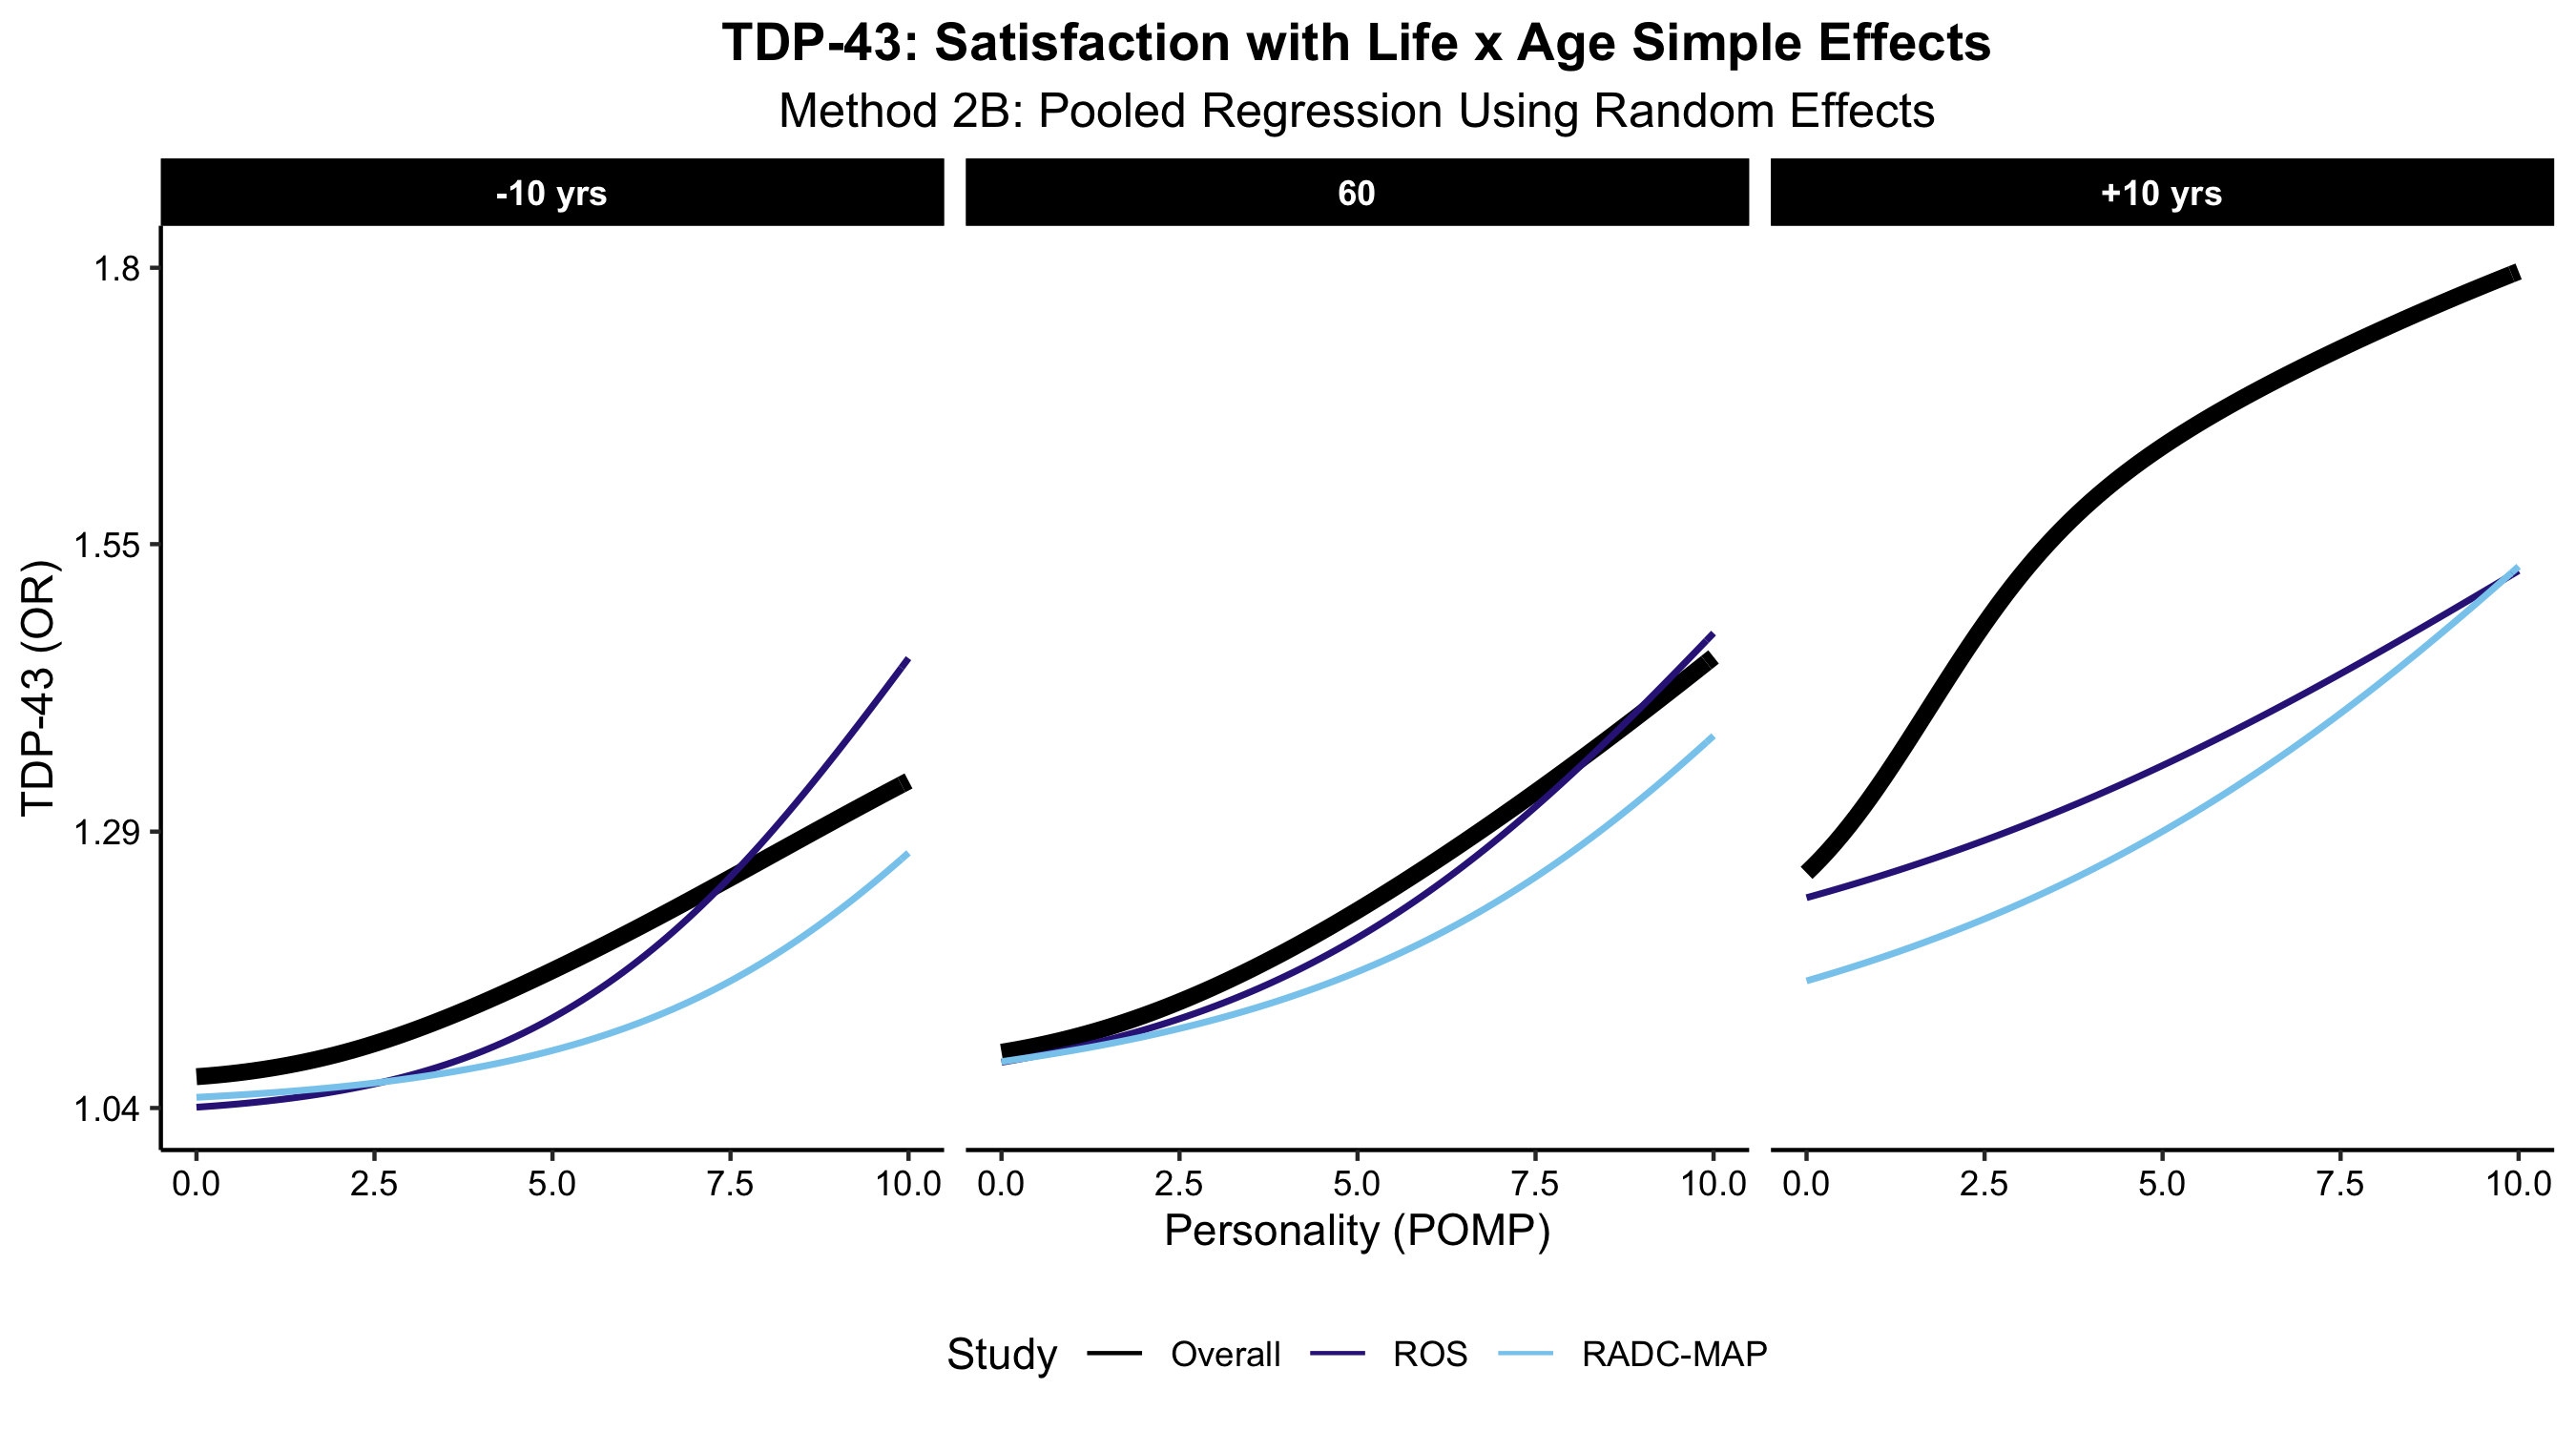 TDP-43: Satisfaction with Life x Age Simple Effects
Method 2B: Pooled Regression Using Random Effects
-10 yrs 60 +10 yrs
TDP-43 (OR)
1.8
1.55
1.29
1.04
0.0 2.5 5.0 7.5 10.0 0.0 2.5 5.0 7.5 10.0 0.0 2.5 5.0 7.5 10.0
Personality (POMP)
Study Overall ROS RADC-MAP